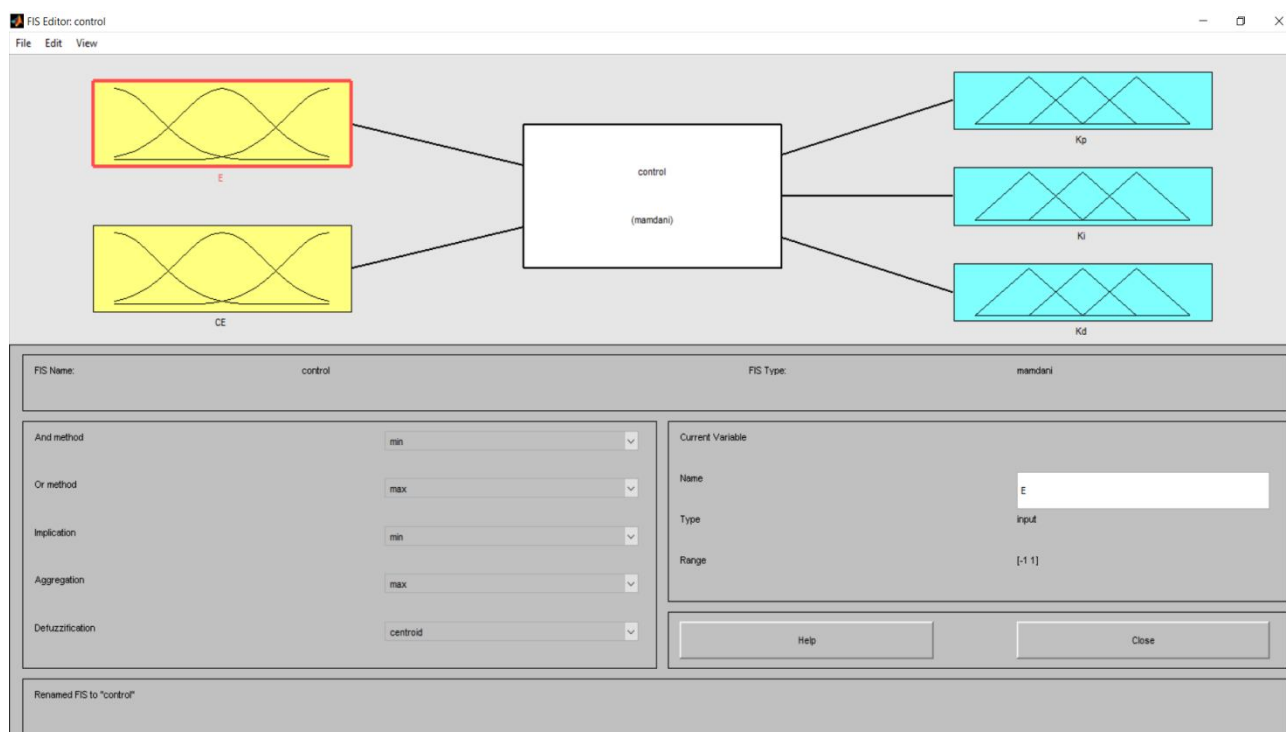 FIS Editor: control
File Edit View
E
CE
control
(mamdani)
Kp
Ki
Kd
FIS Name: control FIS Type: mamdani
And method min
Or method max
Implication min
Aggregation max
Defuzzification centroid
Current Variable
Name E
Type input
Range [-1 1]
Help Close
Renamed FIS to "control"